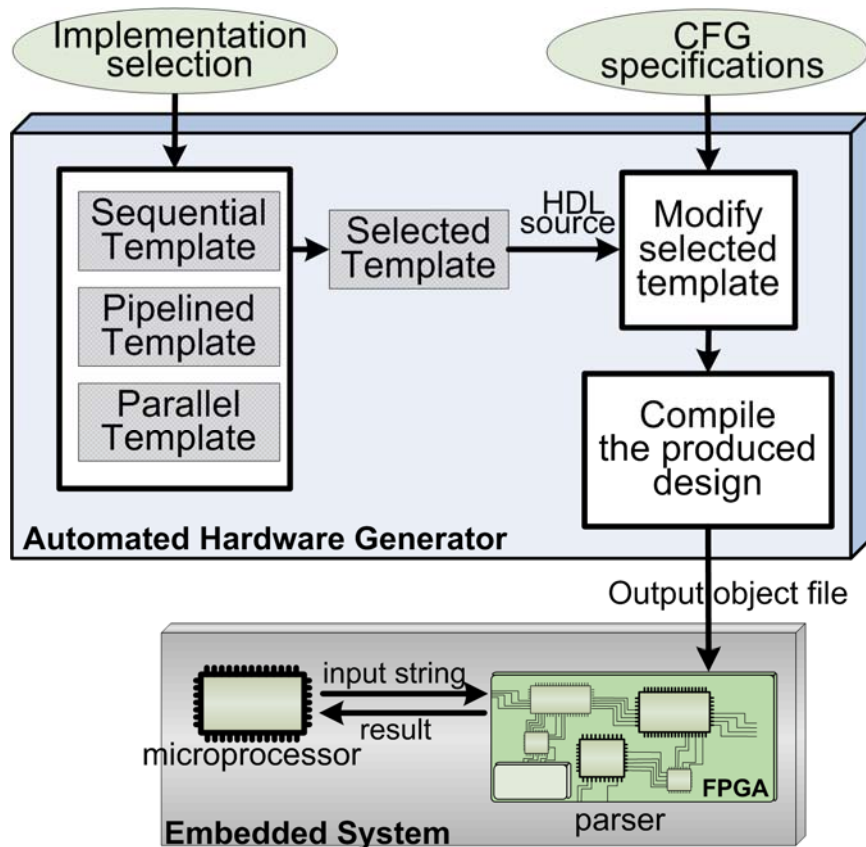 Implementation
selection
CFG
specifications
Sequential
Template
Pipelined
Template
Parallel
Template
Selected
Template
HDL
source
Modify
selected
template
Compile
the produced
design
Automated Hardware Generator
Output object file
input string
result
microprocessor
FPGA
parser
Embedded System